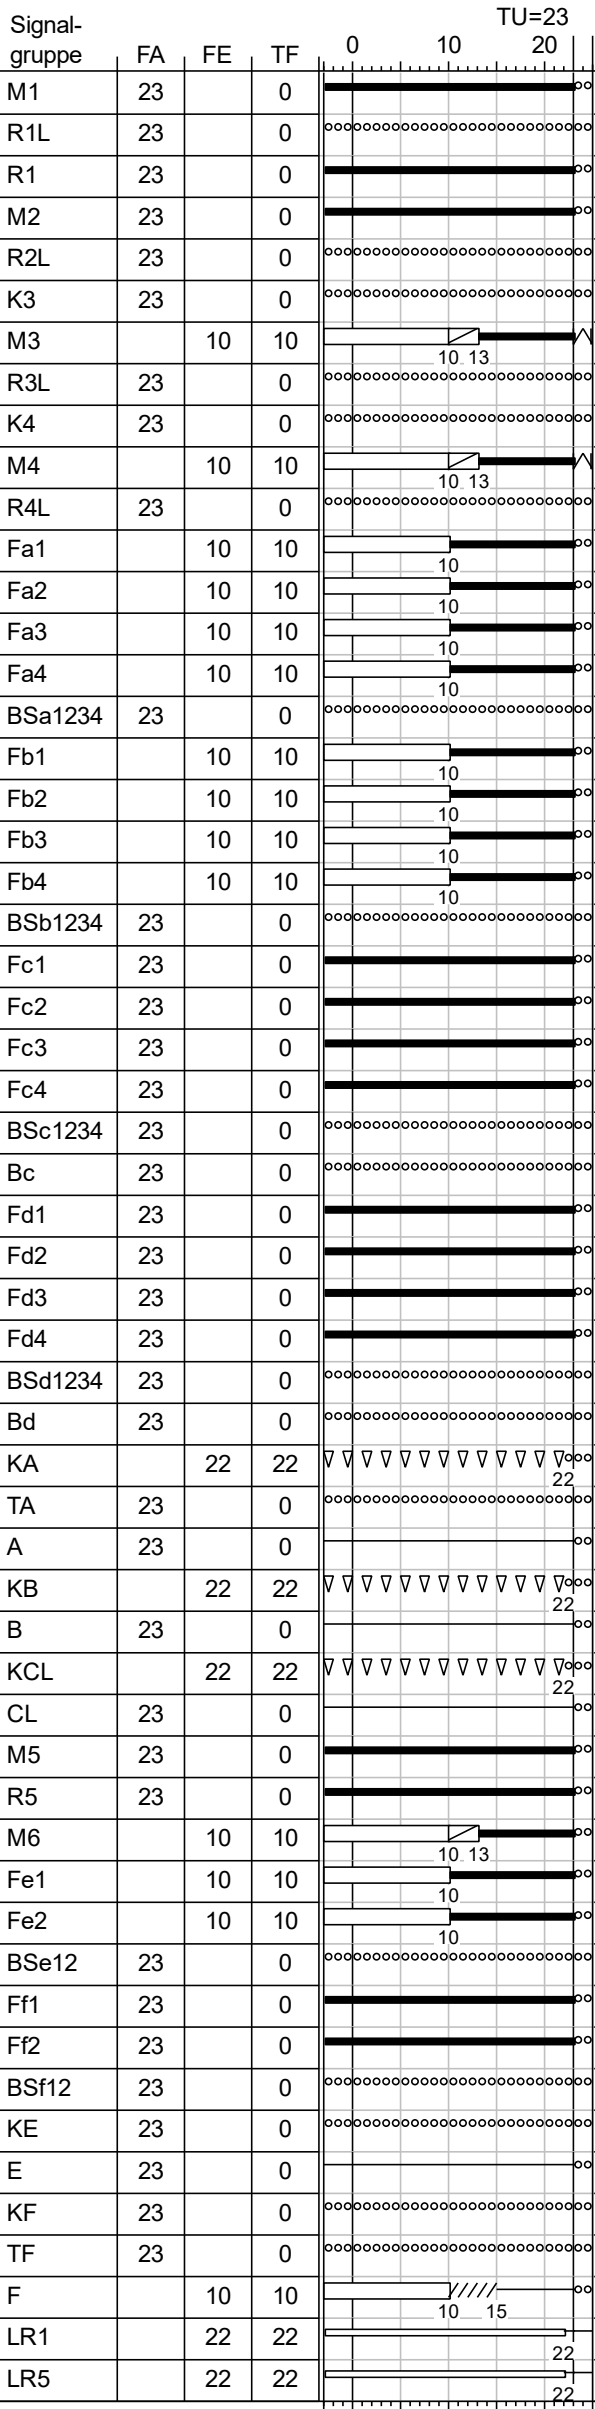 TU=23
Signal-
gruppe FA FE TF 0 10 20
M1 23 0
R1L 23 0
R1 23 0
M2 23 0
R2L 23 0
K3 23 0
M3 10 10
10 13
R3L 23 0
K4 23 0
M4 10 10
10 13
R4L 23 0
Fa1 10 10
10
Fa2 10 10
10
Fa3 10 10
10
Fa4 10 10
10
BSa1234 23 0
Fb1 10 10
10
Fb2 10 10
10
Fb3 10 10
10
Fb4 10 10
10
BSb1234 23 0
Fc1 23 0
Fc2 23 0
Fc3 23 0
Fc4 23 0
BSc1234 23 0
Bc 23 0
Fd1 23 0
Fd2 23 0
Fd3 23 0
Fd4 23 0
BSd1234 23 0
Bd 23 0
KA 22 22
22
TA 23 0
A 23 0
KB 22 22
22
B 23 0
KCL 22 22
22
CL 23 0
M5 23 0
R5 23 0
M6 10 10
10 13
Fe1 10 10
10
Fe2 10 10
10
BSe12 23 0
Ff1 23 0
Ff2 23 0
BSf12 23 0
KE 23 0
E 23 0
KF 23 0
TF 23 0
F 10 10
10 15
LR1 22 22
22
LR5 22 22
22